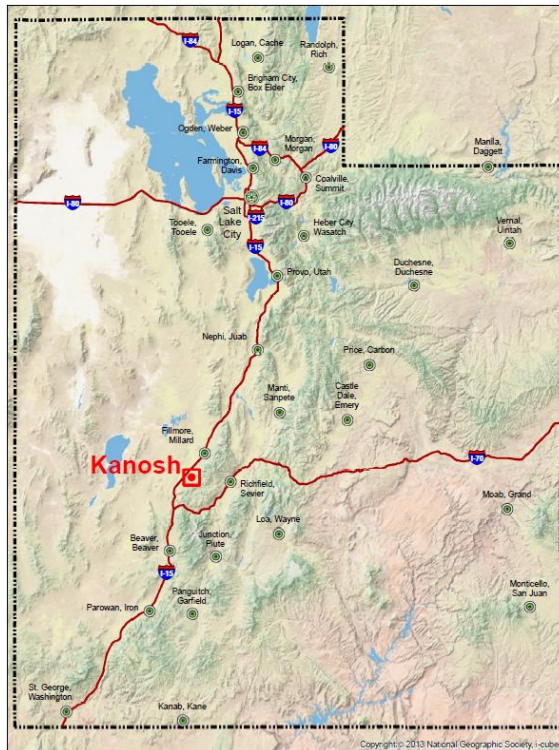 I-84
Logan, Cache
Randolph,
Rich
Brigham City,
Box Elder
I-15
Ogden, Weber
I-84
Morgan,
Morgan
I-80
Farmington,
Davis
Coalville,
Summit
Manila,
Daggett
I-80
Salt
Lake
City
I-80
I-215
Tooele,
Tooele
Heber City
Wasatch
Vernal,
Uintah
I-15
Provo, Utah
Duchesne,
Duchesne
Nephi, Juab
Price, Carbon
Manti,
Sanpete
Castle
Dale,
Emery
Fillmore,
Millard
Kanosh
I-70
Richfield,
Sevier
Moab, Grand
Loa, Wayne
Junction,
Piute
Beaver,
Beaver
I-15
Panguitch,
Garfield
Parowan, Iron
Monticello,
San Juan
St. George,
Washington
Kanab, Kane
Copyright:© 2013 National Geographic Society, i-cubed